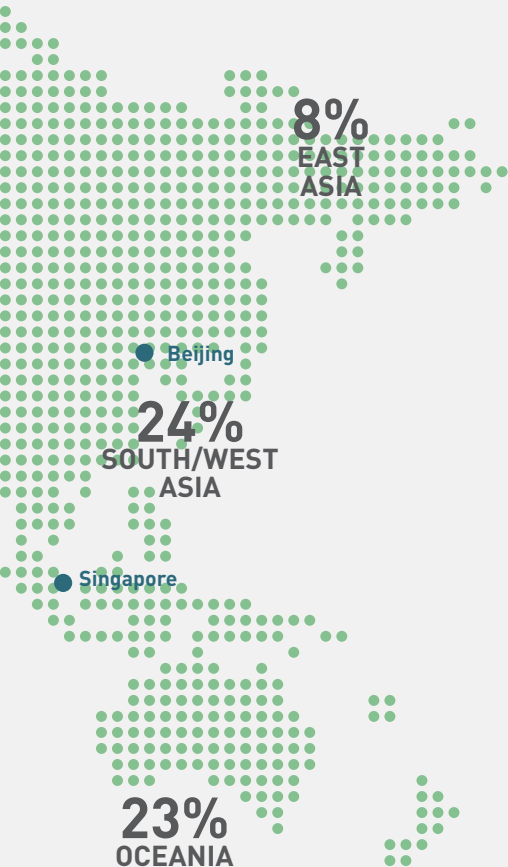 8%
EAST
ASIA
Beijing
24%
SOUTH/WEST
ASIA
Singapore
23%
OCEANIA